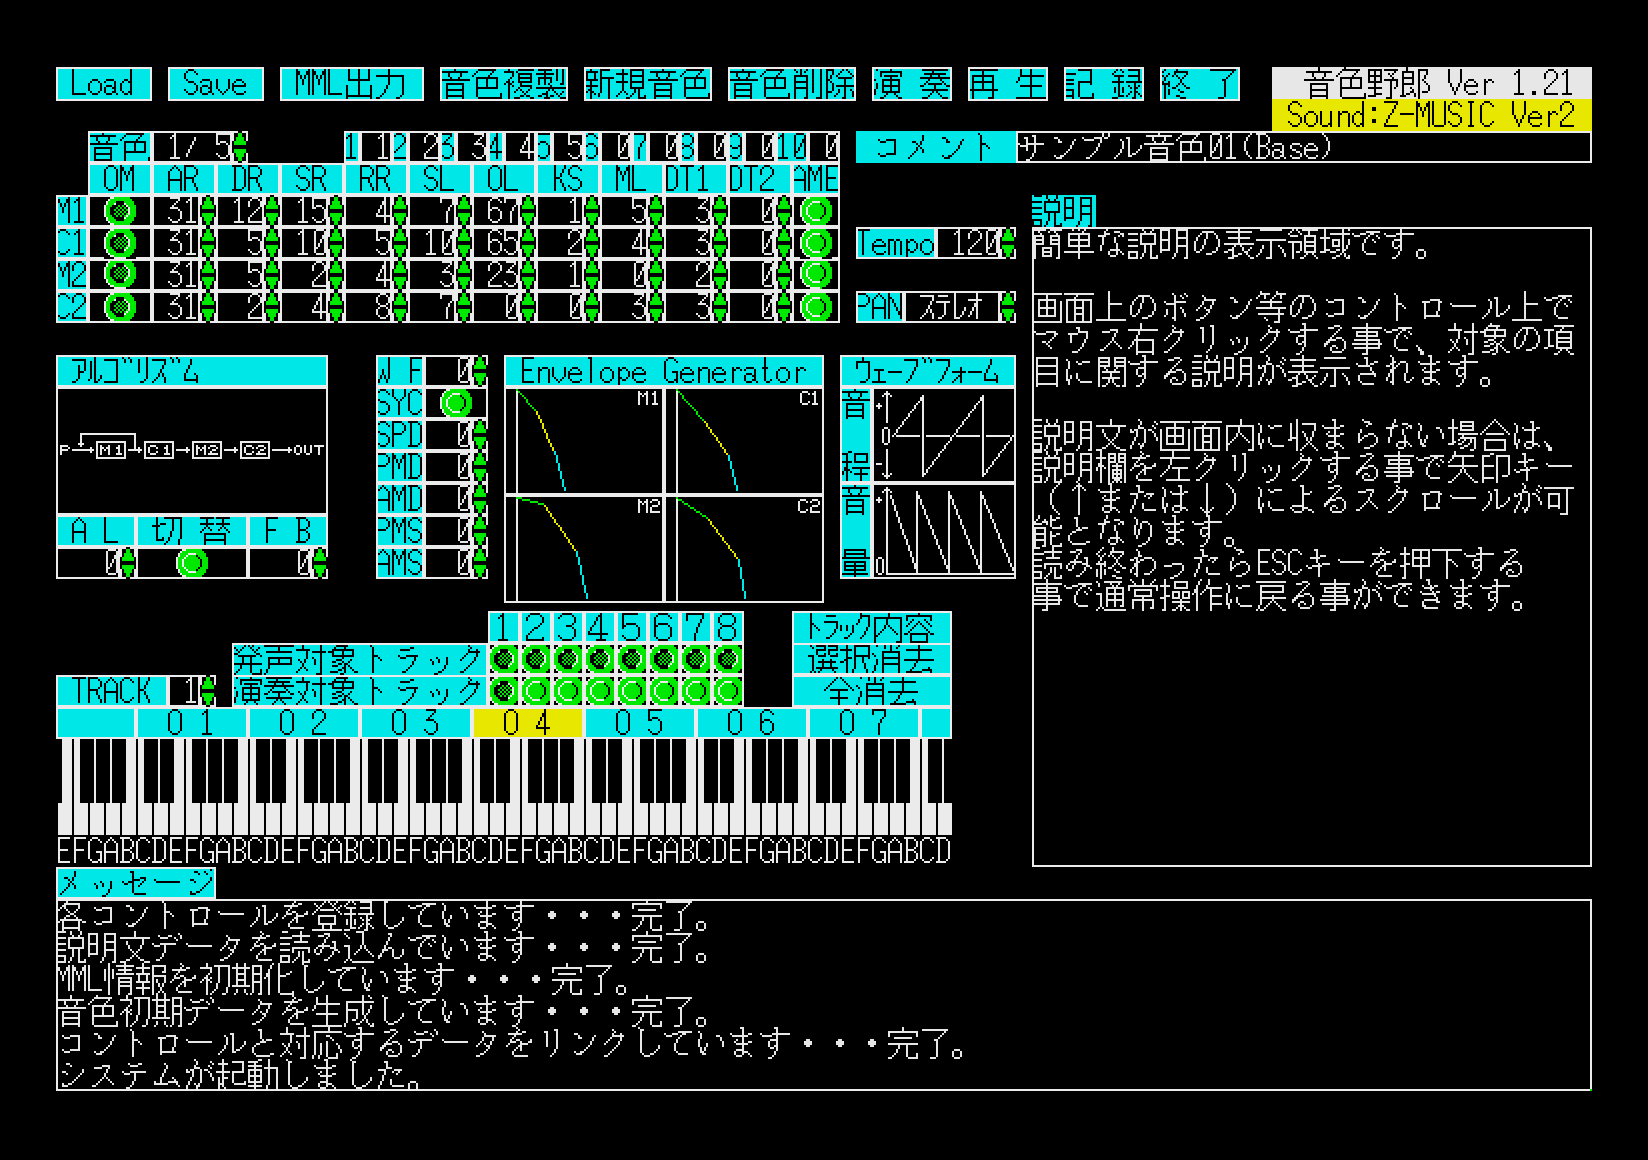 Load Save MML出力 音色複製 新規音色 音色削除 演 奏 再 生 記 録 終 了 音色野郎 Ver 1.21
Sound:Z-MUSIC Ver2
音色 1/ 5 1 1 2 2 3 3 4 4 5 5 6 0 7 0 8 0 9 0 10 0 コメント サンプル音色01(Base)
OM AR DR SR RR SL OL KS ML DT1 DT2 AME
M1 31 12 15 4 7 67 1 5 3 0
C1 31 5 10 5 10 65 2 4 3 0
M2 31 5 2 4 3 23 1 0 2 0
C2 31 2 4 8 7 0 0 3 3 0
Tempo 120
PAN ステレオ
説明
簡単な説明の表示領域です。
画面上のボタン等のコントロール上で
マウス右クリックする事で、対象の項
目に関する説明が表示されます。
説明文が画面内に収まらない場合は、
説明欄を左クリックする事で矢印キー
（↑または↓）によるスクロールが可
能となります。
読み終わったらESCキーを押下する
事で通常操作に戻る事ができます。
アルゴリズム
P→M1→C1→M2→C2→OUT
AL 切替 FB
0 0
W F 0
SYC
SPD 0
PMD 0
AMD 0
PMS 0
AMS 0
Envelope Generator
M1 C1
M2 C2
ウェーブフォーム
音程 + 0 -
音量 + 0
1 2 3 4 5 6 7 8 トラック内容
発声対象トラック 選択消去
TRACK 1 演奏対象トラック 全消去
O1 O2 O3 O4 O5 O6 O7
EFGABCDEFGABCDEFGABCDEFGABCDEFGABCDEFGABCDEFGABCDEFGABCD
メッセージ
各コントロールを登録しています・・・完了。
説明文データを読み込んでいます・・・完了。
MML情報を初期化しています・・・完了。
音色初期データを生成しています・・・完了。
コントロールと対応するデータをリンクしています・・・完了。
システムが起動しました。